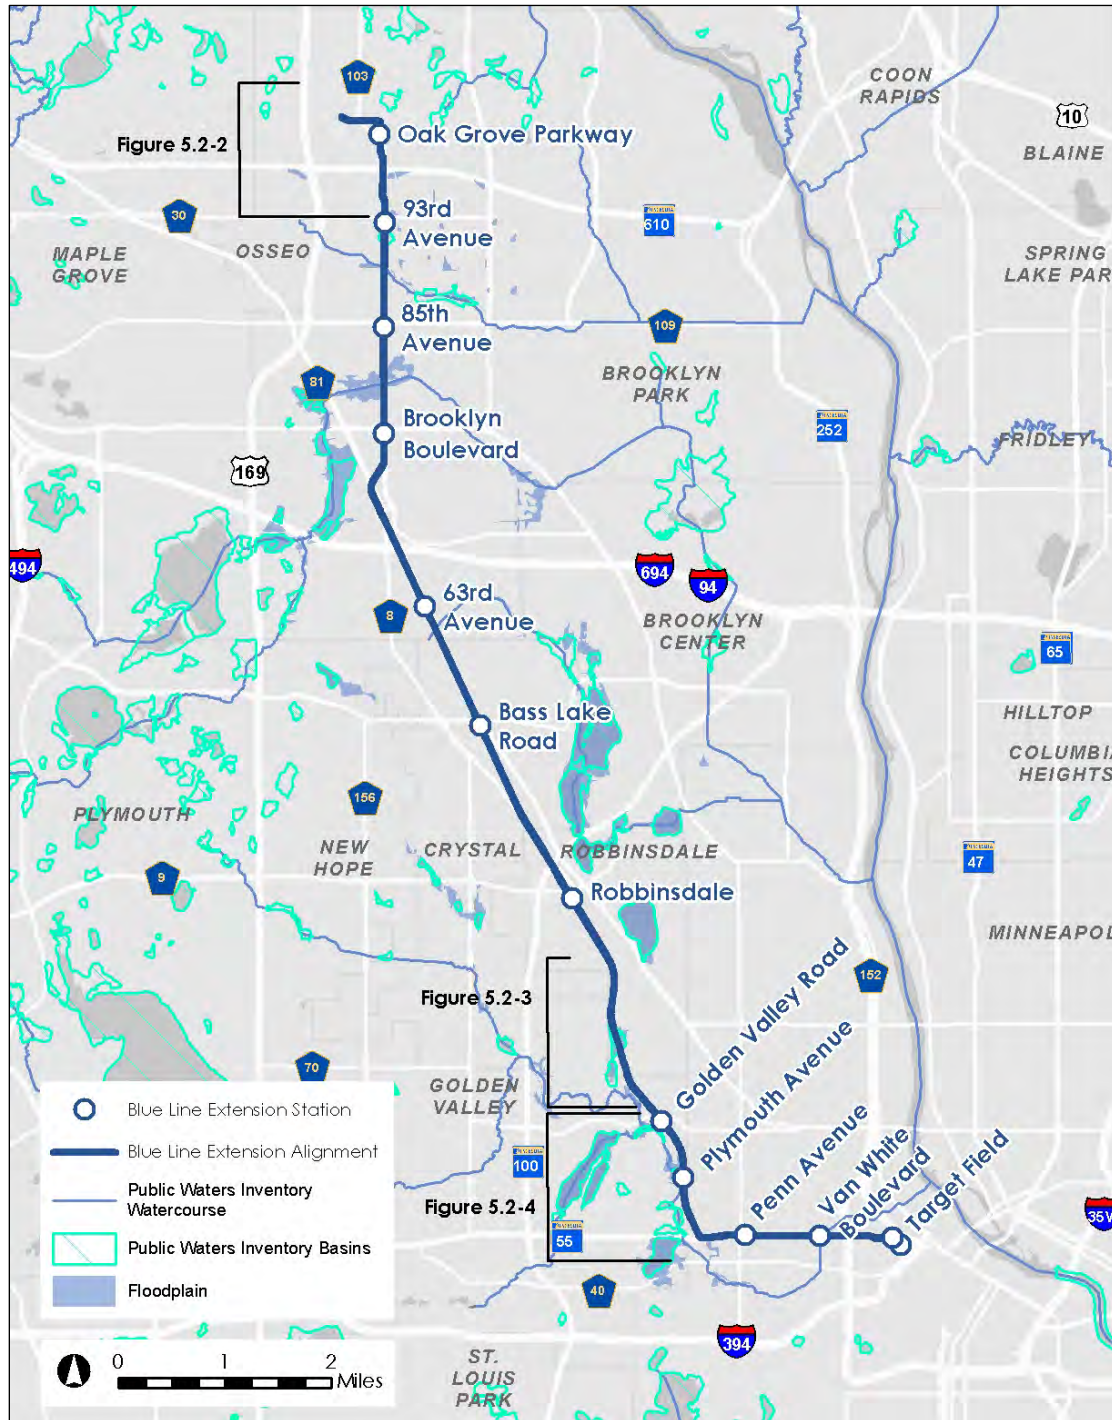 103
COON
RAPIDS
10
Oak Grove Parkway
Figure 5.2-2
BLAINE
30
93rd
Avenue
610
MAPLE
GROVE
OSSEO
SPRING
LAKE PAR
85th
Avenue
109
81
BROOKLYN
PARK
Brooklyn
Boulevard
252
FRIDLEY
169
494
694
94
63rd
Avenue
8
BROOKLYN
CENTER
65
Bass Lake
Road
HILLTOP
COLUMBIA
HEIGHTS
156
PLYMOUTH
NEW
HOPE
CRYSTAL
ROBBINSDALE
47
9
Robbinsdale
MINNEAPOL
152
Figure 5.2-3
Golden Valley Road
Plymouth Avenue
70
GOLDEN
VALLEY
Penn Avenue
Van White
Boulevard
Target Field
100
Figure 5.2-4
35W
55
40
394
ST.
LOUIS
PARK
Blue Line Extension Station
Blue Line Extension Alignment
Public Waters Inventory
Watercourse
Public Waters Inventory Basins
Floodplain
0 1 2
Miles